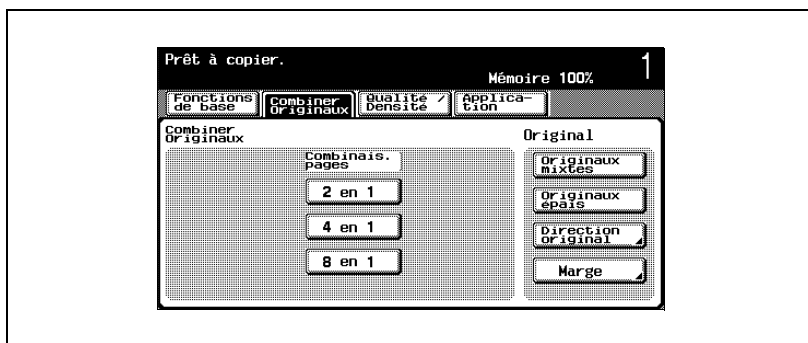 Prêt à copier.
1
Mémoire 100%
Fonctions
de base
Combiner
Originaux
Qualité /
Densité
Applica-
tion
Combiner
Originaux
Original
Combinais.
pages
2 en 1
4 en 1
8 en 1
Originaux
mixtes
Originaux
épais
Direction
original
Marge